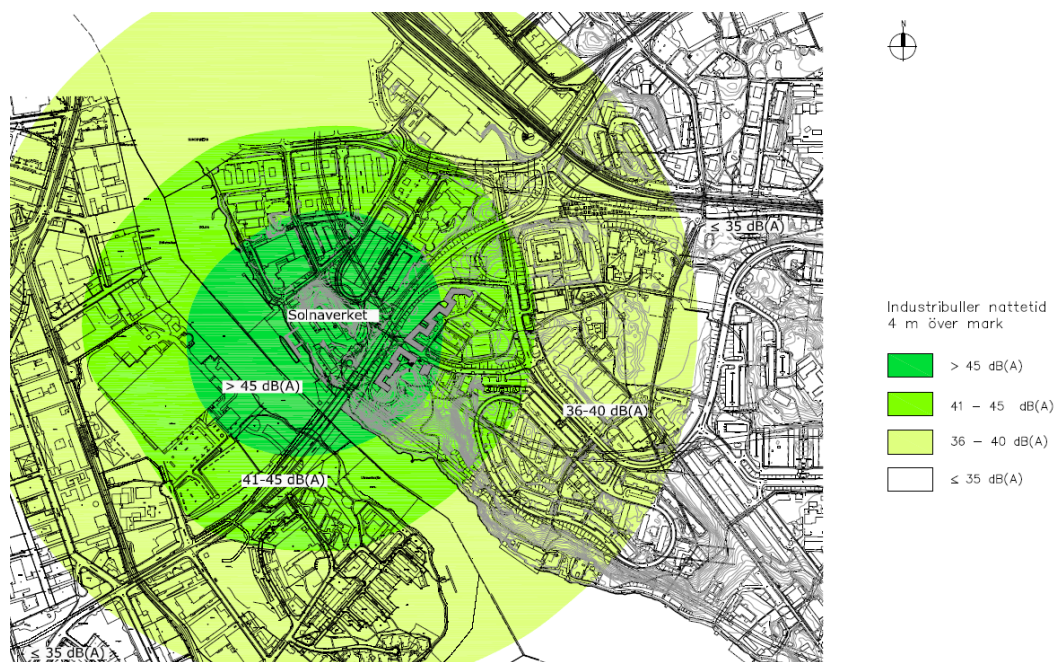 N
≤ 35 dB(A)
Solnaverket
> 45 dB(A)
36-40 dB(A)
41-45 dB(A)
≤ 35 dB(A)
Industribuller nattetid
4 m över mark
> 45 dB(A)
41 – 45 dB(A)
36 – 40 dB(A)
≤ 35 dB(A)